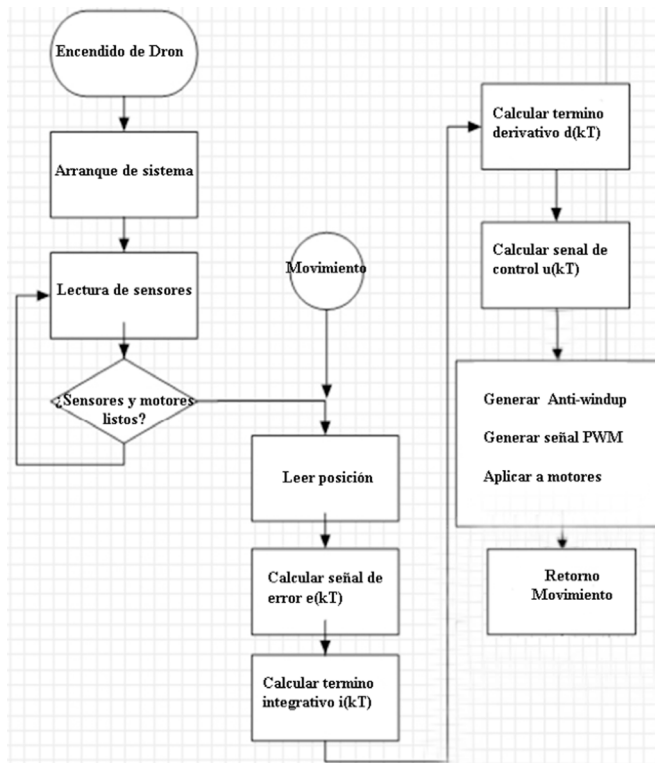 Encendido de Dron
Arranque de sistema
Lectura de sensores
¿Sensores y motores
listos?
Movimiento
Leer posición
Calcular señal de
error e(kT)
Calcular termino
integrativo i(kT)
Calcular termino
derivativo d(kT)
Calcular senal de
control u(kT)
Generar Anti-windup
Generar señal PWM
Aplicar a motores
Retorno
Movimiento